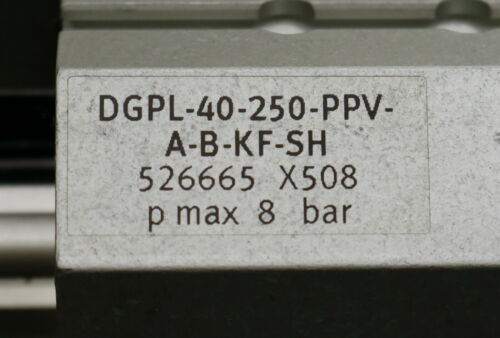 DGPL-40-250-PPV-
A-B-KF-SH
526665 X508
p max 8 bar